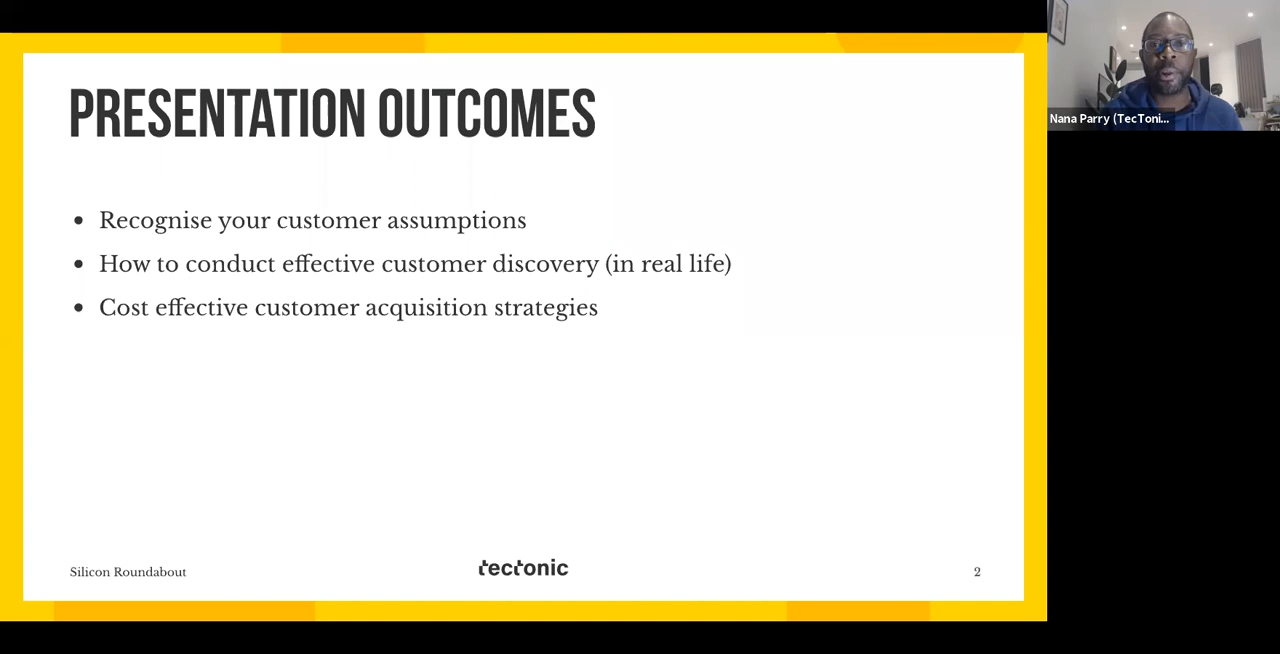 PRESENTATION OUTCOMES
Recognise your customer assumptions
How to conduct effective customer discovery (in real life)
Cost effective customer acquisition strategies
Silicon Roundabout
tectonic
2
Nana Parry (TecToni...